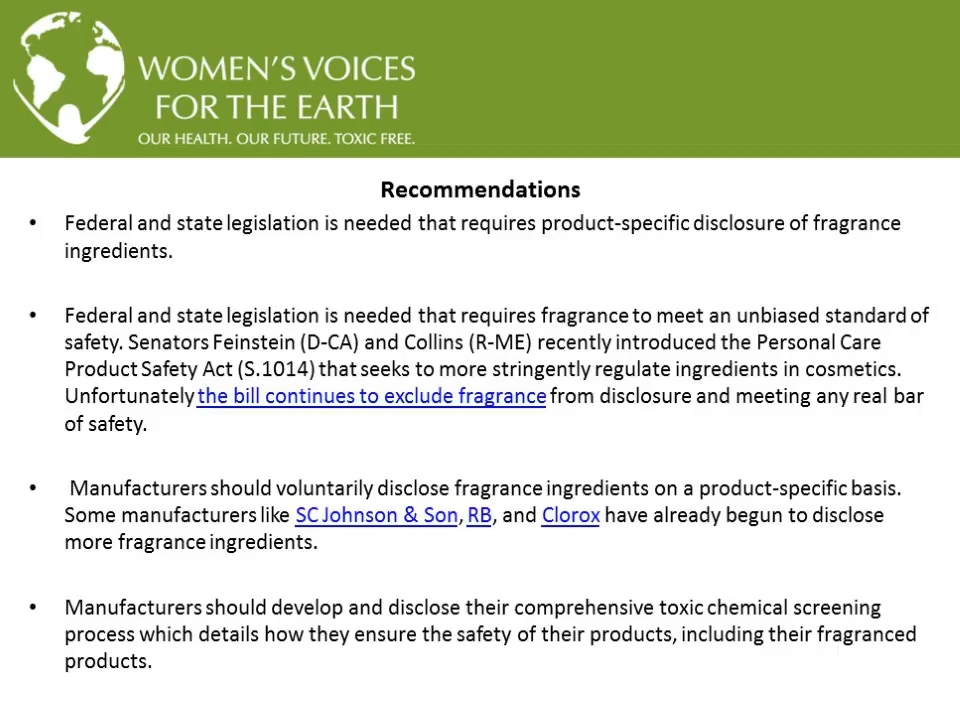 WOMEN'S VOICES
FOR THE EARTH
OUR HEALTH. OUR FUTURE. TOXIC FREE.
Recommendations
• Federal and state legislation is needed that requires product-specific disclosure of fragrance
ingredients.
• Federal and state legislation is needed that requires fragrance to meet an unbiased standard of
safety. Senators Feinstein (D-CA) and Collins (R-ME) recently introduced the Personal Care
Product Safety Act (S.1014) that seeks to more stringently regulate ingredients in cosmetics.
Unfortunately the bill continues to exclude fragrance from disclosure and meeting any real bar
of safety.
• Manufacturers should voluntarily disclose fragrance ingredients on a product-specific basis.
Some manufacturers like SC Johnson & Son, RB, and Clorox have already begun to disclose
more fragrance ingredients.
• Manufacturers should develop and disclose their comprehensive toxic chemical screening
process which details how they ensure the safety of their products, including their fragranced
products.